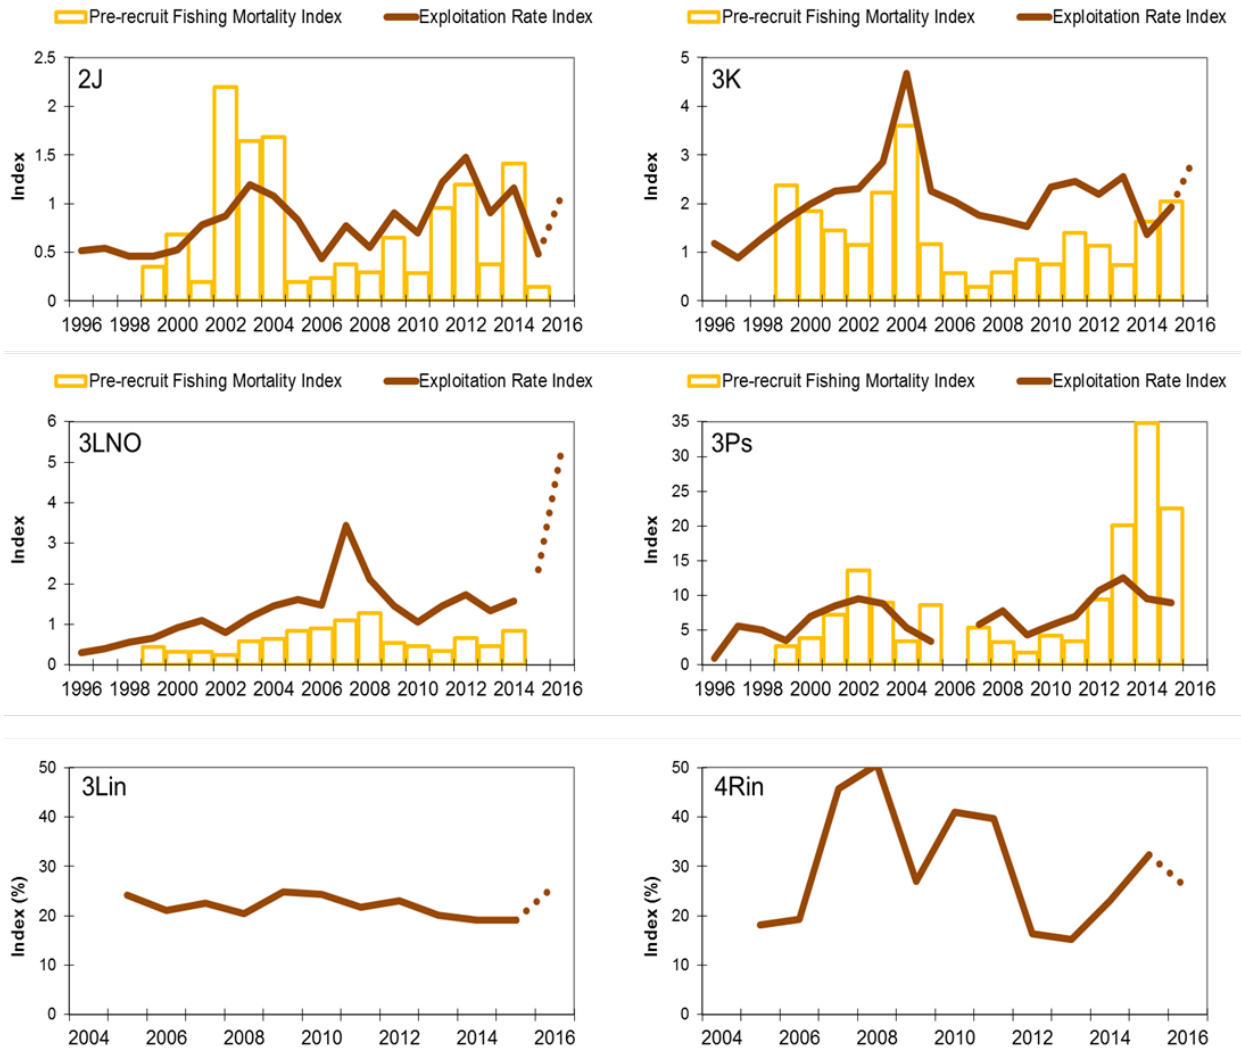 Pre-recruit Fishing Mortality Index Exploitation Rate Index
2J
2.5
2
1.5
1
0.5
0
Index
1996 1998 2000 2002 2004 2006 2008 2010 2012 2014 2016
Pre-recruit Fishing Mortality Index Exploitation Rate Index
3K
5
4
3
2
1
0
Index
1996 1998 2000 2002 2004 2006 2008 2010 2012 2014 2016
Pre-recruit Fishing Mortality Index Exploitation Rate Index
3LNO
6
5
4
3
2
1
0
Index
1996 1998 2000 2002 2004 2006 2008 2010 2012 2014 2016
Pre-recruit Fishing Mortality Index Exploitation Rate Index
3Ps
35
30
25
20
15
10
5
0
Index
1996 1998 2000 2002 2004 2006 2008 2010 2012 2014 2016
3Lin
50
40
30
20
10
0
Index (%)
2004 2006 2008 2010 2012 2014 2016
4Rin
50
40
30
20
10
0
Index (%)
2004 2006 2008 2010 2012 2014 2016